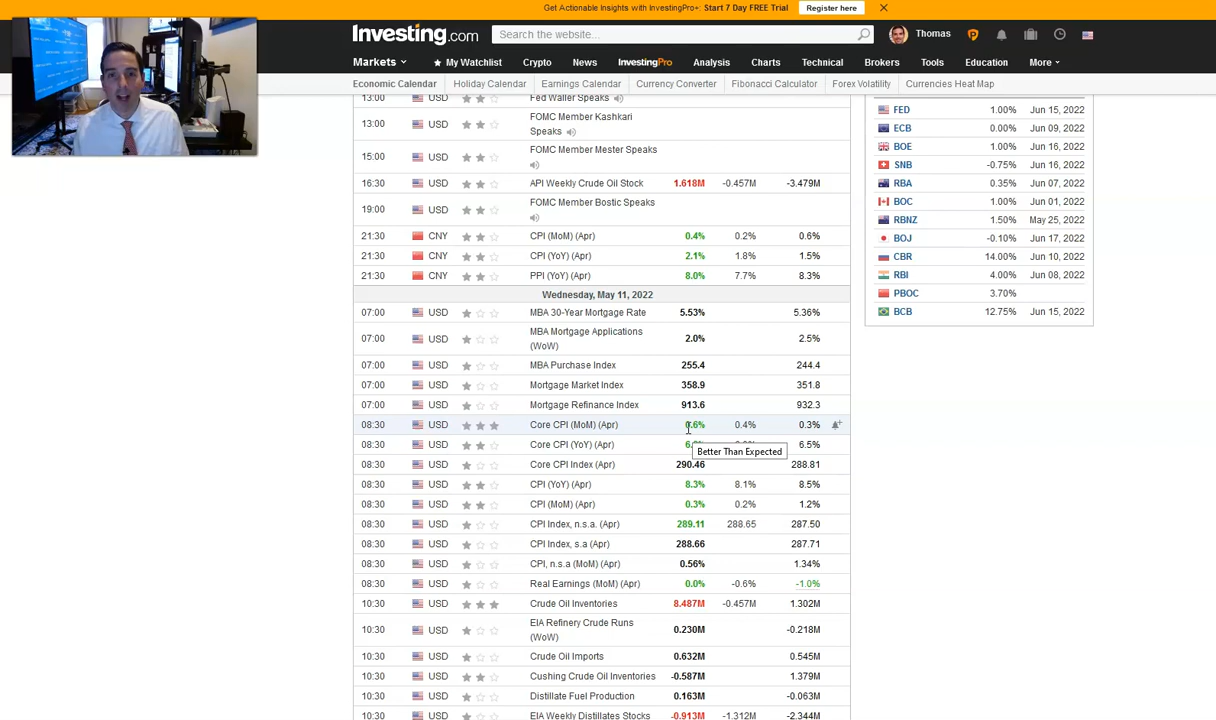 Get Actionable Insights with InvestingPro: Start 7 Day FREE Trial Register here
Investing.com Search the website... Thomas
Markets My Watchlist Crypto News InvestingPro Analysis Charts Technical Brokers Tools Education More
Economic Calendar Holiday Calendar Earnings Calendar Currency Converter Fibonacci Calculator Forex Volatility Currencies Heat Map
13:00 USD Fed Waller Speaks
13:00 USD FOMC Member Kashkari
Speaks
15:00 USD FOMC Member Mester Speaks
16:30 USD API Weekly Crude Oil Stock 1.618M -0.457M -3.479M
19:00 USD FOMC Member Bostic Speaks
21:30 CNY CPI (MoM) (Apr) 0.4% 0.2% 0.6%
21:30 CNY CPI (YoY) (Apr) 2.1% 1.8% 1.5%
21:30 CNY PPI (YoY) (Apr) 8.0% 7.7% 8.3%
Wednesday, May 11, 2022
07:00 USD MBA 30-Year Mortgage Rate 5.53% 5.36%
07:00 USD MBA Mortgage Applications
(WoW) 2.0% 2.5%
07:00 USD MBA Purchase Index 255.4 244.4
07:00 USD Mortgage Market Index 358.9 351.8
07:00 USD Mortgage Refinance Index 913.6 932.3
08:30 USD Core CPI (MoM) (Apr) 0.6% 0.4% 0.3%
08:30 USD Core CPI (YoY) (Apr) 6.5%
Better Than Expected
08:30 USD Core CPI Index (Apr) 290.46 288.81
08:30 USD CPI (YoY) (Apr) 8.3% 8.1% 8.5%
08:30 USD CPI (MoM) (Apr) 0.3% 0.2% 1.2%
08:30 USD CPI Index, n.s.a. (Apr) 289.11 288.65 287.50
08:30 USD CPI Index, s.a (Apr) 288.66 287.71
08:30 USD CPI, n.s.a (MoM) (Apr) 0.56% 1.34%
08:30 USD Real Earnings (MoM) (Apr) 0.0% -0.6% -1.0%
10:30 USD Crude Oil Inventories 8.487M -0.457M 1.302M
10:30 USD EIA Refinery Crude Runs
(WoW) 0.230M -0.218M
10:30 USD Crude Oil Imports 0.632M 0.545M
10:30 USD Cushing Crude Oil Inventories -0.587M 1.379M
10:30 USD Distillate Fuel Production 0.163M -0.063M
10:30 USD EIA Weekly Distillates Stocks -0.913M -1.312M -2.344M
FED 1.00% Jun 15, 2022
ECB 0.00% Jun 09, 2022
BOE 1.00% Jun 16, 2022
SNB -0.75% Jun 16, 2022
RBA 0.35% Jun 07, 2022
BOC 1.00% Jun 01, 2022
RBNZ 1.50% May 25, 2022
BOJ -0.10% Jun 17, 2022
CBR 14.00% Jun 10, 2022
RBI 4.00% Jun 08, 2022
PBOC 3.70%
BCB 12.75% Jun 15, 2022